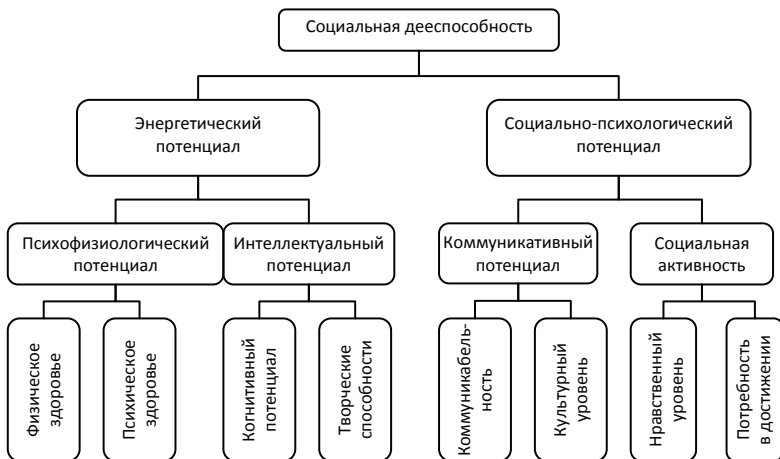 Социальная дееспособность
Энергетический
потенциал
Социально-психологический
потенциал
Психофизиологический
потенциал
Интеллектуальный
потенциал
Коммуникативный
потенциал
Социальная
активность
Физическое
здоровье
Психическое
здоровье
Когнитивный
потенциал
Творческие
способности
Коммуникабель-
ность
Культурный
уровень
Нравственный
уровень
Потребность
в достижении